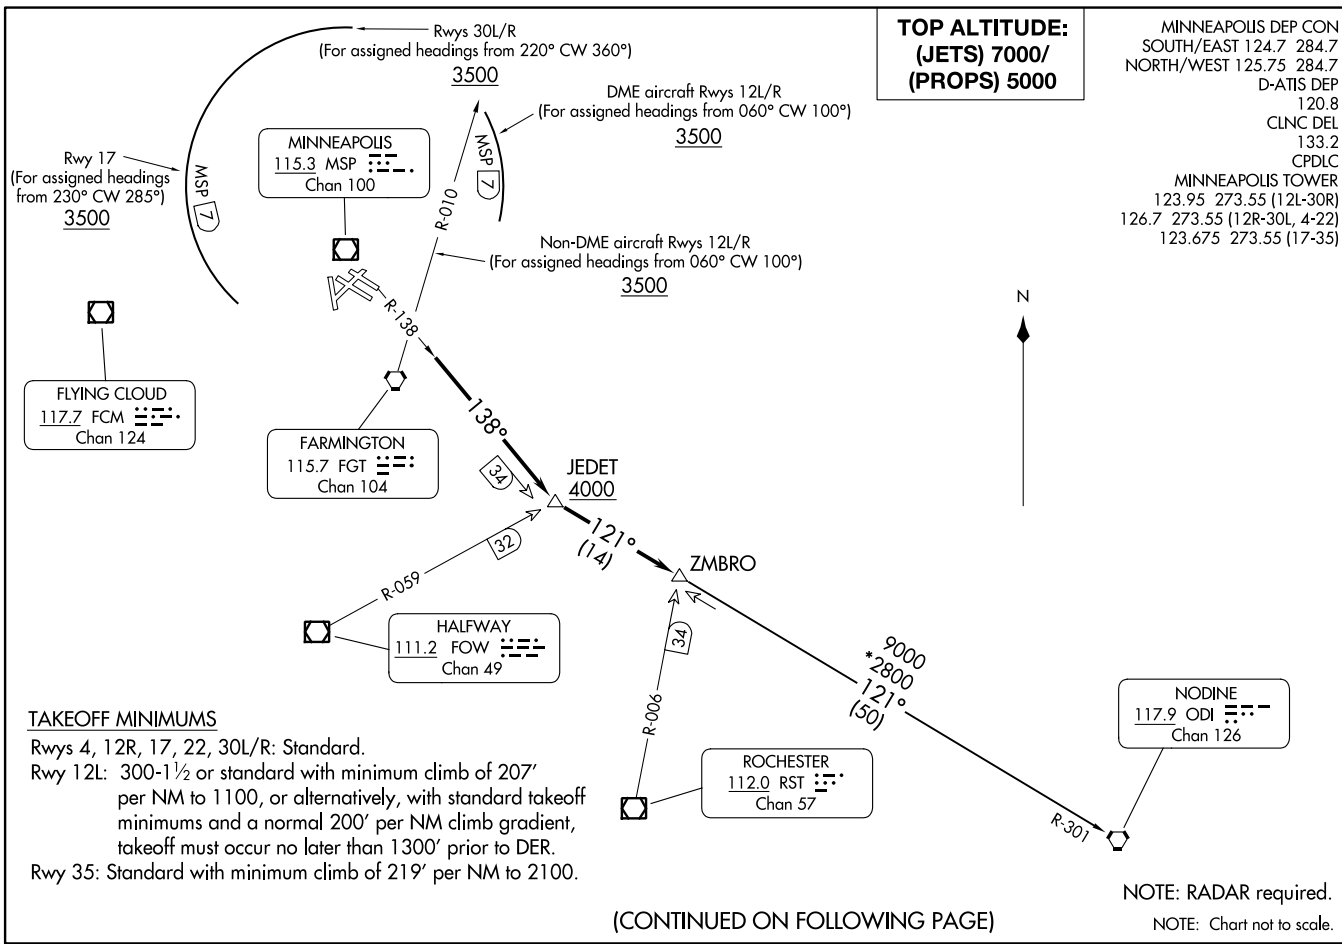 Rwys 30L/R
(For assigned headings from 220° CW 360°)
3500
TOP ALTITUDE:
(JETS) 7000/
(PROPS) 5000
MINNEAPOLIS DEP CON
SOUTH/EAST 124.7 284.7
NORTH/WEST 125.75 284.7
D-ATIS DEP
120.8
CLNC DEL
133.2
CPDLC
MINNEAPOLIS TOWER
123.95 273.55 (12L-30R)
126.7 273.55 (12R-30L, 4-22)
123.675 273.55 (17-35)
DME aircraft Rwys 12L/R
(For assigned headings from 060° CW 100°)
3500
MSP 7
Rwy 17
(For assigned headings
from 230° CW 285°)
3500
MSP 7
MINNEAPOLIS
115.3 MSP
Chan 100
R-010
Non-DME aircraft Rwys 12L/R
(For assigned headings from 060° CW 100°)
3500
N
R-138
FLYING CLOUD
117.7 FCM
Chan 124
FARMINGTON
115.7 FGT
Chan 104
138°
34
JEDET
4000
121°
(14)
ZMBRO
32
R-059
HALFWAY
111.2 FOW
Chan 49
34
R-006
9000
*2800
121°
(50)
NODINE
117.9 ODI
Chan 126
R-301
ROCHESTER
112.0 RST
Chan 57
TAKEOFF MINIMUMS
Rwys 4, 12R, 17, 22, 30L/R: Standard.
Rwy 12L: 300-1½ or standard with minimum climb of 207'
per NM to 1100, or alternatively, with standard takeoff
minimums and a normal 200' per NM climb gradient,
takeoff must occur no later than 1300' prior to DER.
Rwy 35: Standard with minimum climb of 219' per NM to 2100.
(CONTINUED ON FOLLOWING PAGE)
NOTE: RADAR required.
NOTE: Chart not to scale.